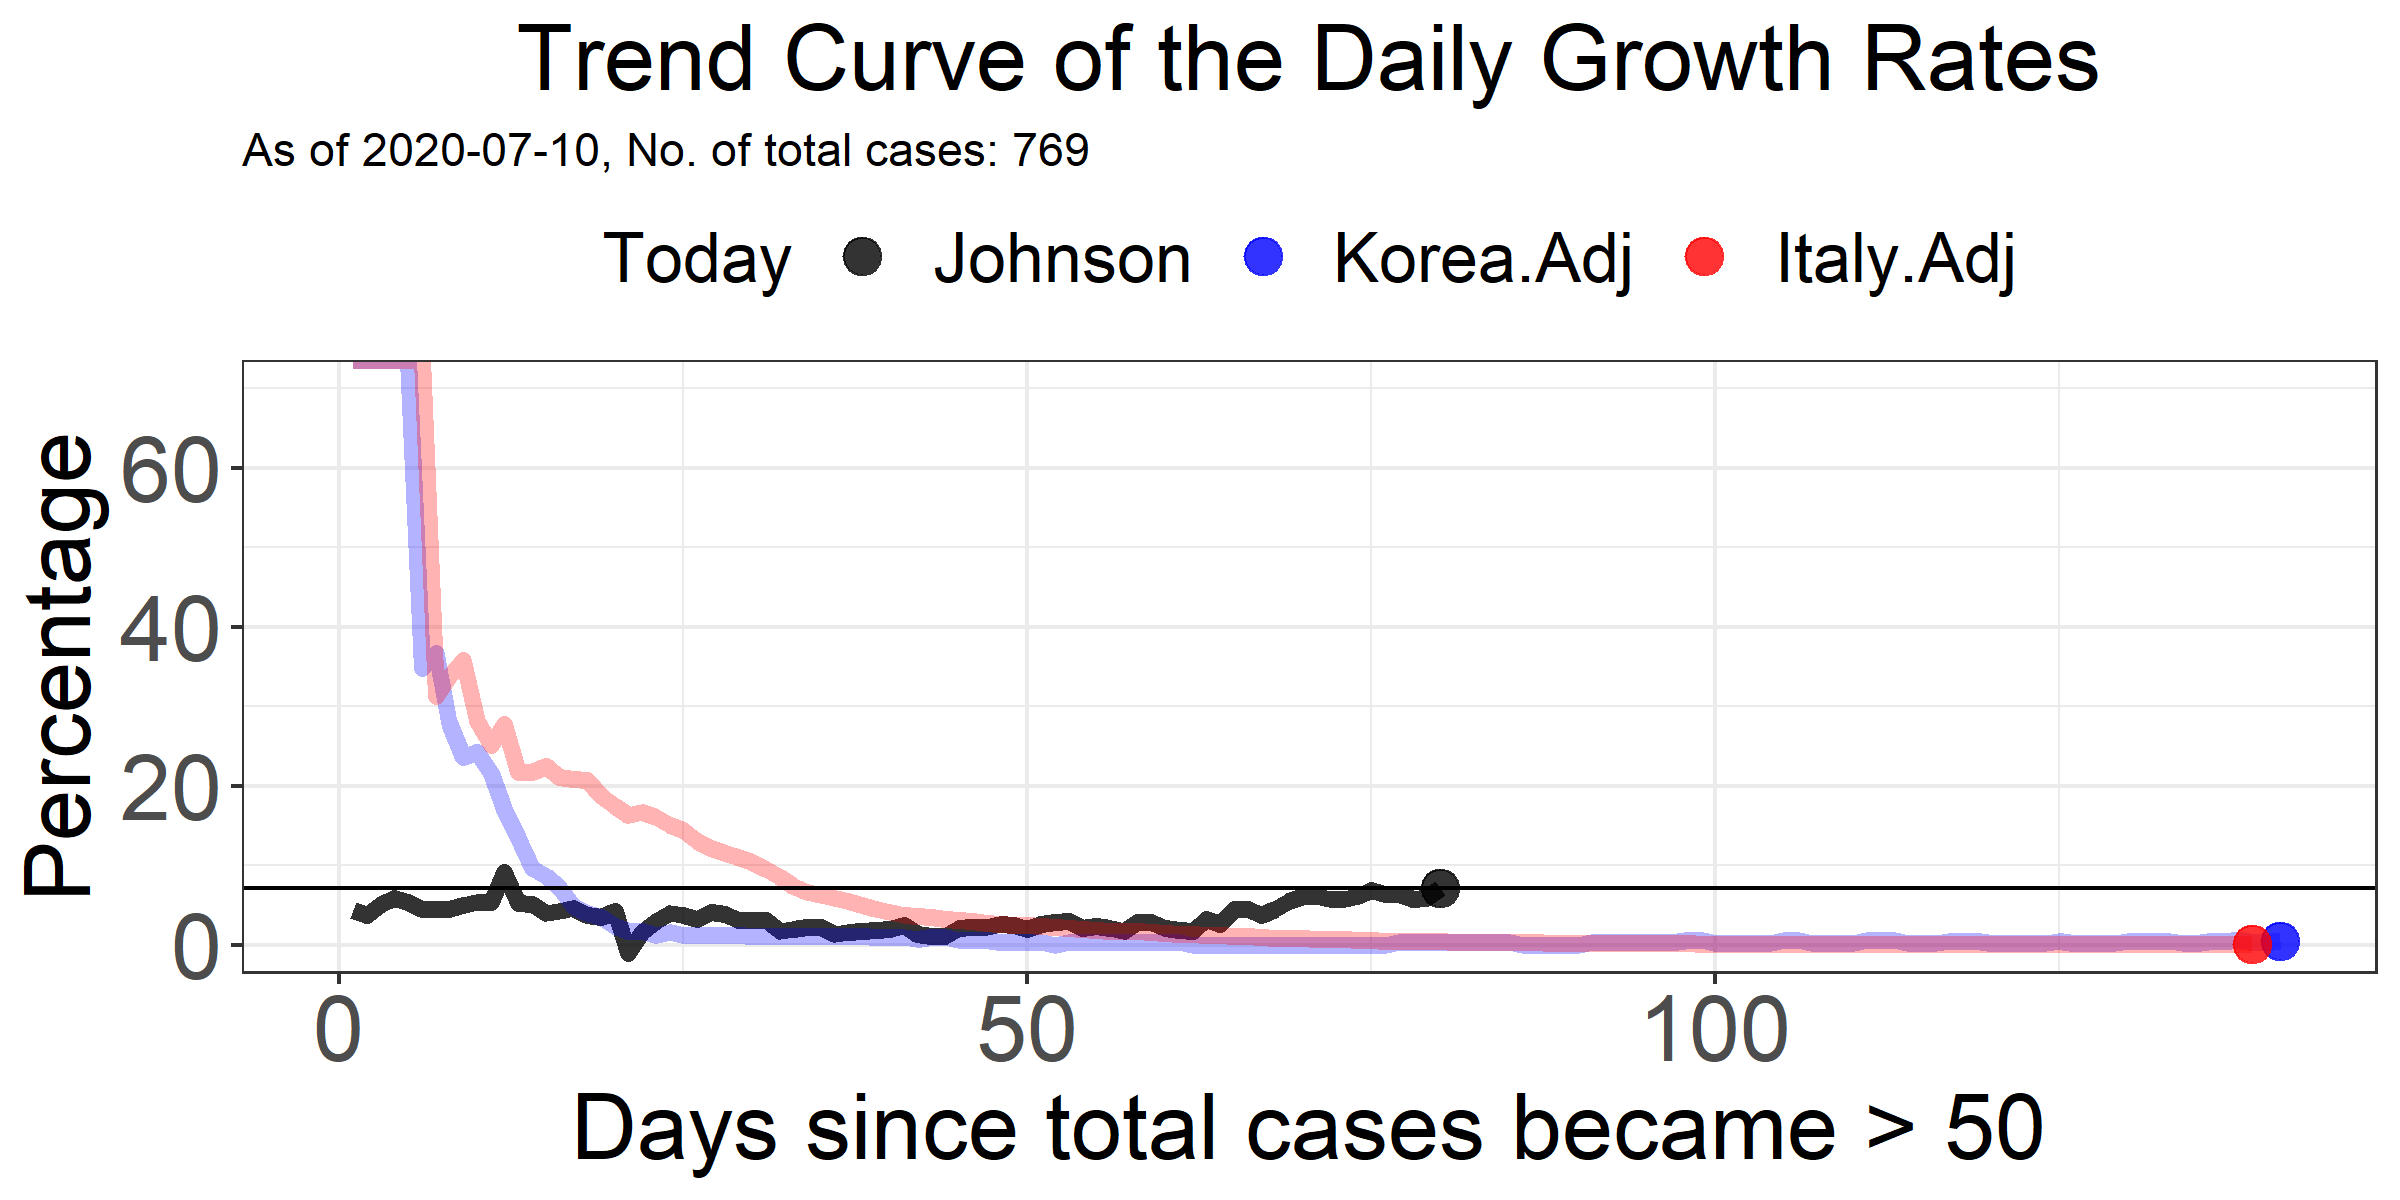 Trend Curve of the Daily Growth Rates
As of 2020-07-10, No. of total cases: 769
Today Johnson Korea.Adj Italy.Adj
Percentage
60
40
20
0
0 50 100
Days since total cases became > 50